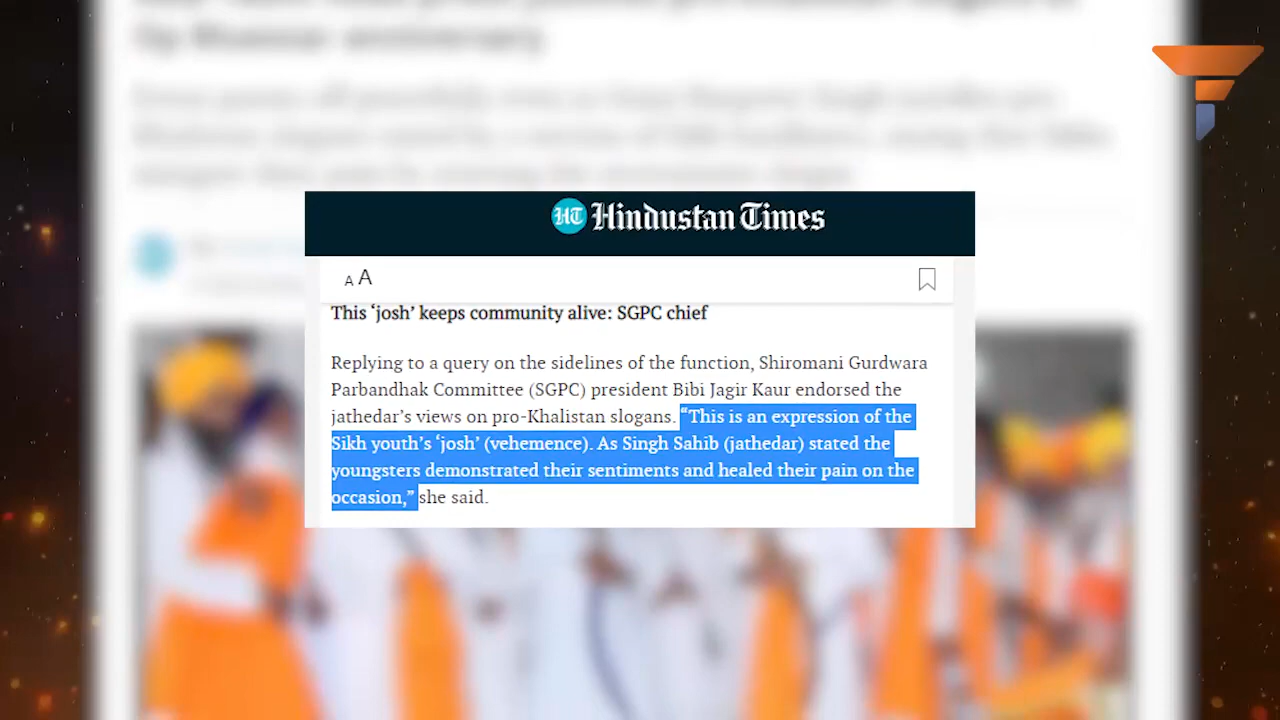 HT Hindustan Times
A A
This ‘josh’ keeps community alive: SGPC chief
Replying to a query on the sidelines of the function, Shiromani Gurdwara
Parbandhak Committee (SGPC) president Bibi Jagir Kaur endorsed the
jathedar’s views on pro-Khalistan slogans. “This is an expression of the
Sikh youth’s ‘josh’ (vehemence). As Singh Sahib (jathedar) stated the
youngsters demonstrated their sentiments and healed their pain on the
occasion,” she said.